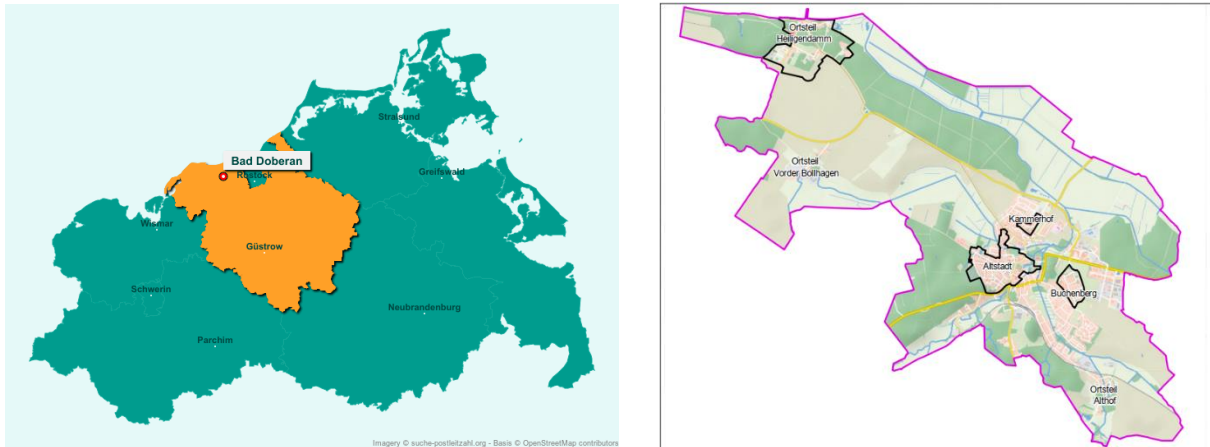 Stralsund
Bad Doberan
Rostock
Greifswald
Wismar
Güstrow
Schwerin
Neubrandenburg
Parchim
Imagery © suche-postleitzahl.org - Basis © OpenStreetMap contributors
Ortsteil
Heiligendamm
Ortsteil
Vorder Bollhagen
Kammerhof
Altstadt
Buchenberg
Ortsteil
Althof